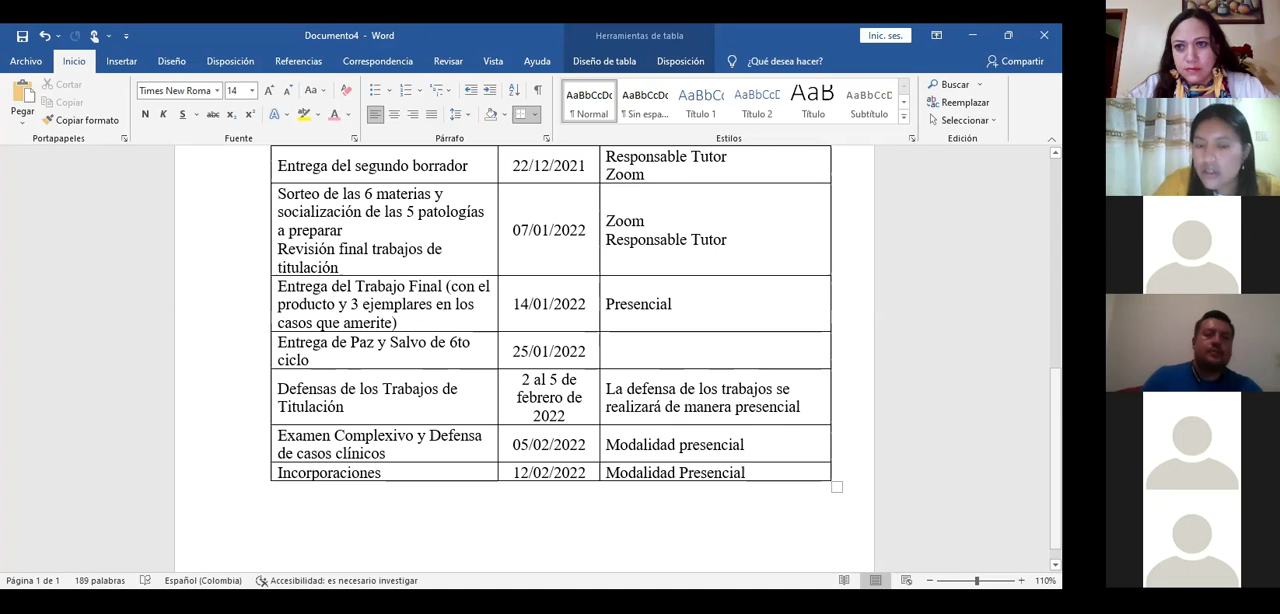 Documento4 - Word
Herramientas de tabla
Inic. ses.
Archivo Inicio Insertar Diseño Disposición Referencias Correspondencia Revisar Vista Ayuda Diseño de tabla Disposición ¿Qué desea hacer? Compartir
Pegar
Cortar
Copiar
Copiar formato
Portapapeles
Times New Roma 14 Aa
N K S abc x₂ x² A A
Fuente
Párrafo
AaBbCcDc AaBbCcDc AaBbCc AaBbCcD AaB AaBbCcD
¶ Normal ¶ Sin espa... Título 1 Título 2 Título Subtítulo
Estilos
Buscar
Reemplazar
Seleccionar
Edición
Entrega del segundo borrador
22/12/2021
Responsable Tutor
Zoom
Sorteo de las 6 materias y
socialización de las 5 patologías
a preparar
Revisión final trabajos de
titulación
07/01/2022
Zoom
Responsable Tutor
Entrega del Trabajo Final (con el
producto y 3 ejemplares en los
casos que amerite)
14/01/2022
Presencial
Entrega de Paz y Salvo de 6to
ciclo
25/01/2022
Defensas de los Trabajos de
Titulación
2 al 5 de
febrero de
2022
La defensa de los trabajos se
realizará de manera presencial
Examen Complexivo y Defensa
de casos clínicos
05/02/2022
Modalidad presencial
Incorporaciones
12/02/2022
Modalidad Presencial
Página 1 de 1 189 palabras Español (Colombia) Accesibilidad: es necesario investigar 110%